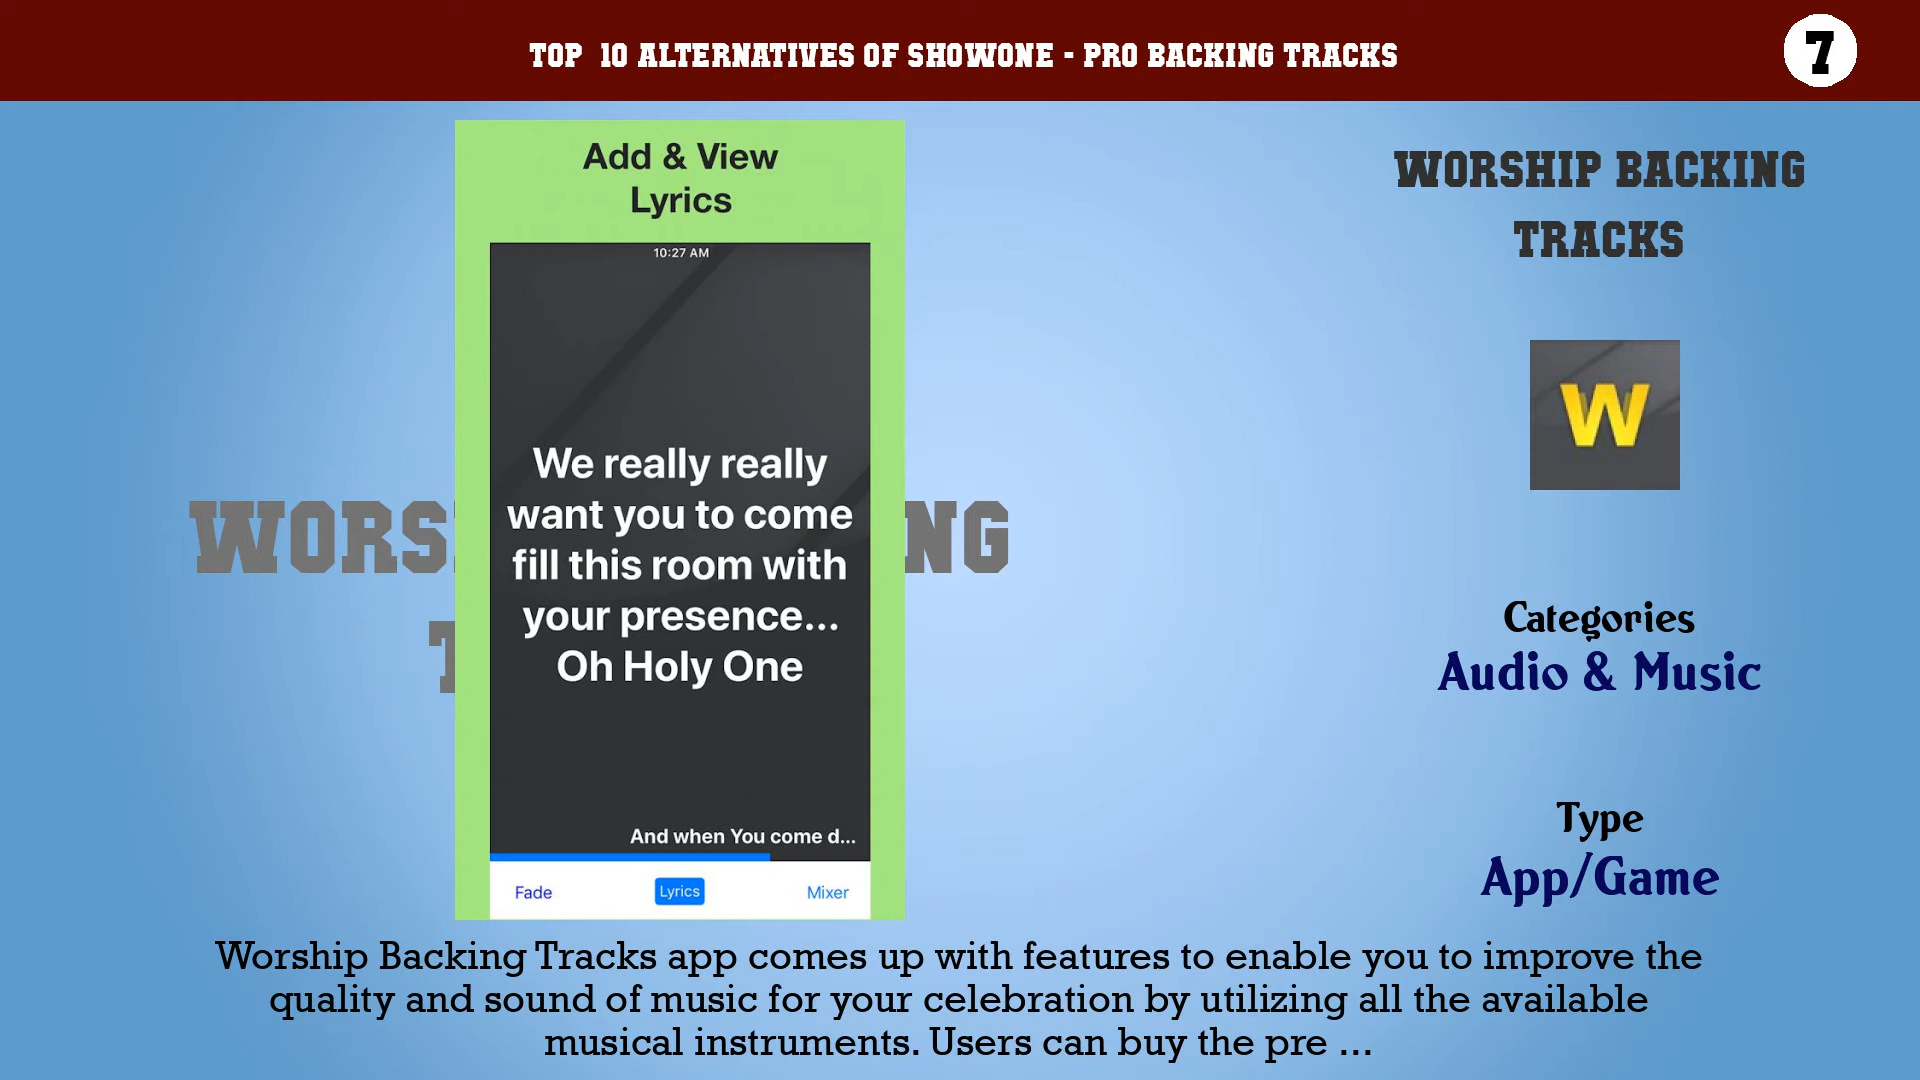 TOP 10 ALTERNATIVES OF SHOWONE - PRO BACKING TRACKS
7
Add & View
Lyrics
10:27 AM
We really really
want you to come
fill this room with
your presence...
Oh Holy One
And when You come d...
Fade
Lyrics
Mixer
WORSHIP BACKING
TRACKS
W
Categories
Audio & Music
Type
App/Game
Worship Backing Tracks app comes up with features to enable you to improve the
quality and sound of music for your celebration by utilizing all the available
musical instruments. Users can buy the pre ...